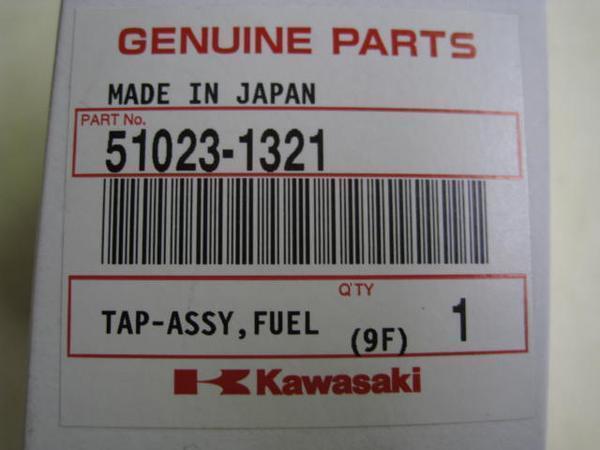 GENUINE PARTS
MADE IN JAPAN
PART No.
51023-1321
Q'TY
TAP-ASSY, FUEL (9F) 1
Kawasaki